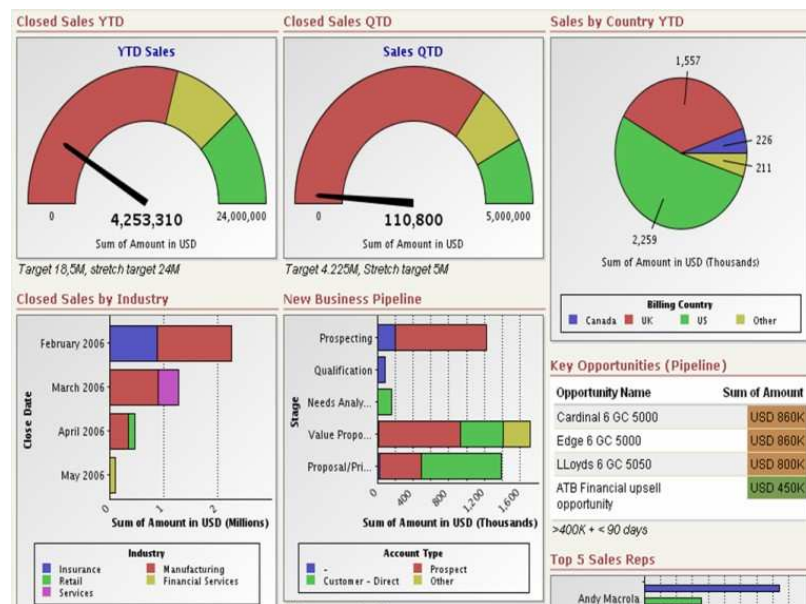 Closed Sales YTD
YTD Sales
0
24,000,000
4,253,310
Sum of Amount in USD
Target 18,5M, stretch target 24M
Closed Sales QTD
Sales QTD
0
5,000,000
110,800
Sum of Amount in USD
Target 4.225M, Stretch target 5M
Sales by Country YTD
1,557
226
211
2,259
Sum of Amount in USD (Thousands)
Billing Country
Canada UK US Other
Closed Sales by Industry
Close Date
February 2006
March 2006
April 2006
May 2006
0 1 2
Sum of Amount in USD (Millions)
Industry
Insurance Manufacturing
Retail Financial Services
Services
New Business Pipeline
Stage
Prospecting
Qualification
Needs Analy...
Value Propo...
Proposal/Pri...
0 400 800 1,200 1,600
Sum of Amount in USD (Thousands)
Account Type
- Prospect
Customer - Direct Other
Key Opportunities (Pipeline)
Opportunity Name Sum of Amount
Cardinal 6 GC 5000 USD 860K
Edge 6 GC 5000 USD 860K
LLoyds 6 GC 5050 USD 800K
ATB Financial upsell opportunity USD 450K
>400K + < 90 days
Top 5 Sales Reps
Andy Macrola